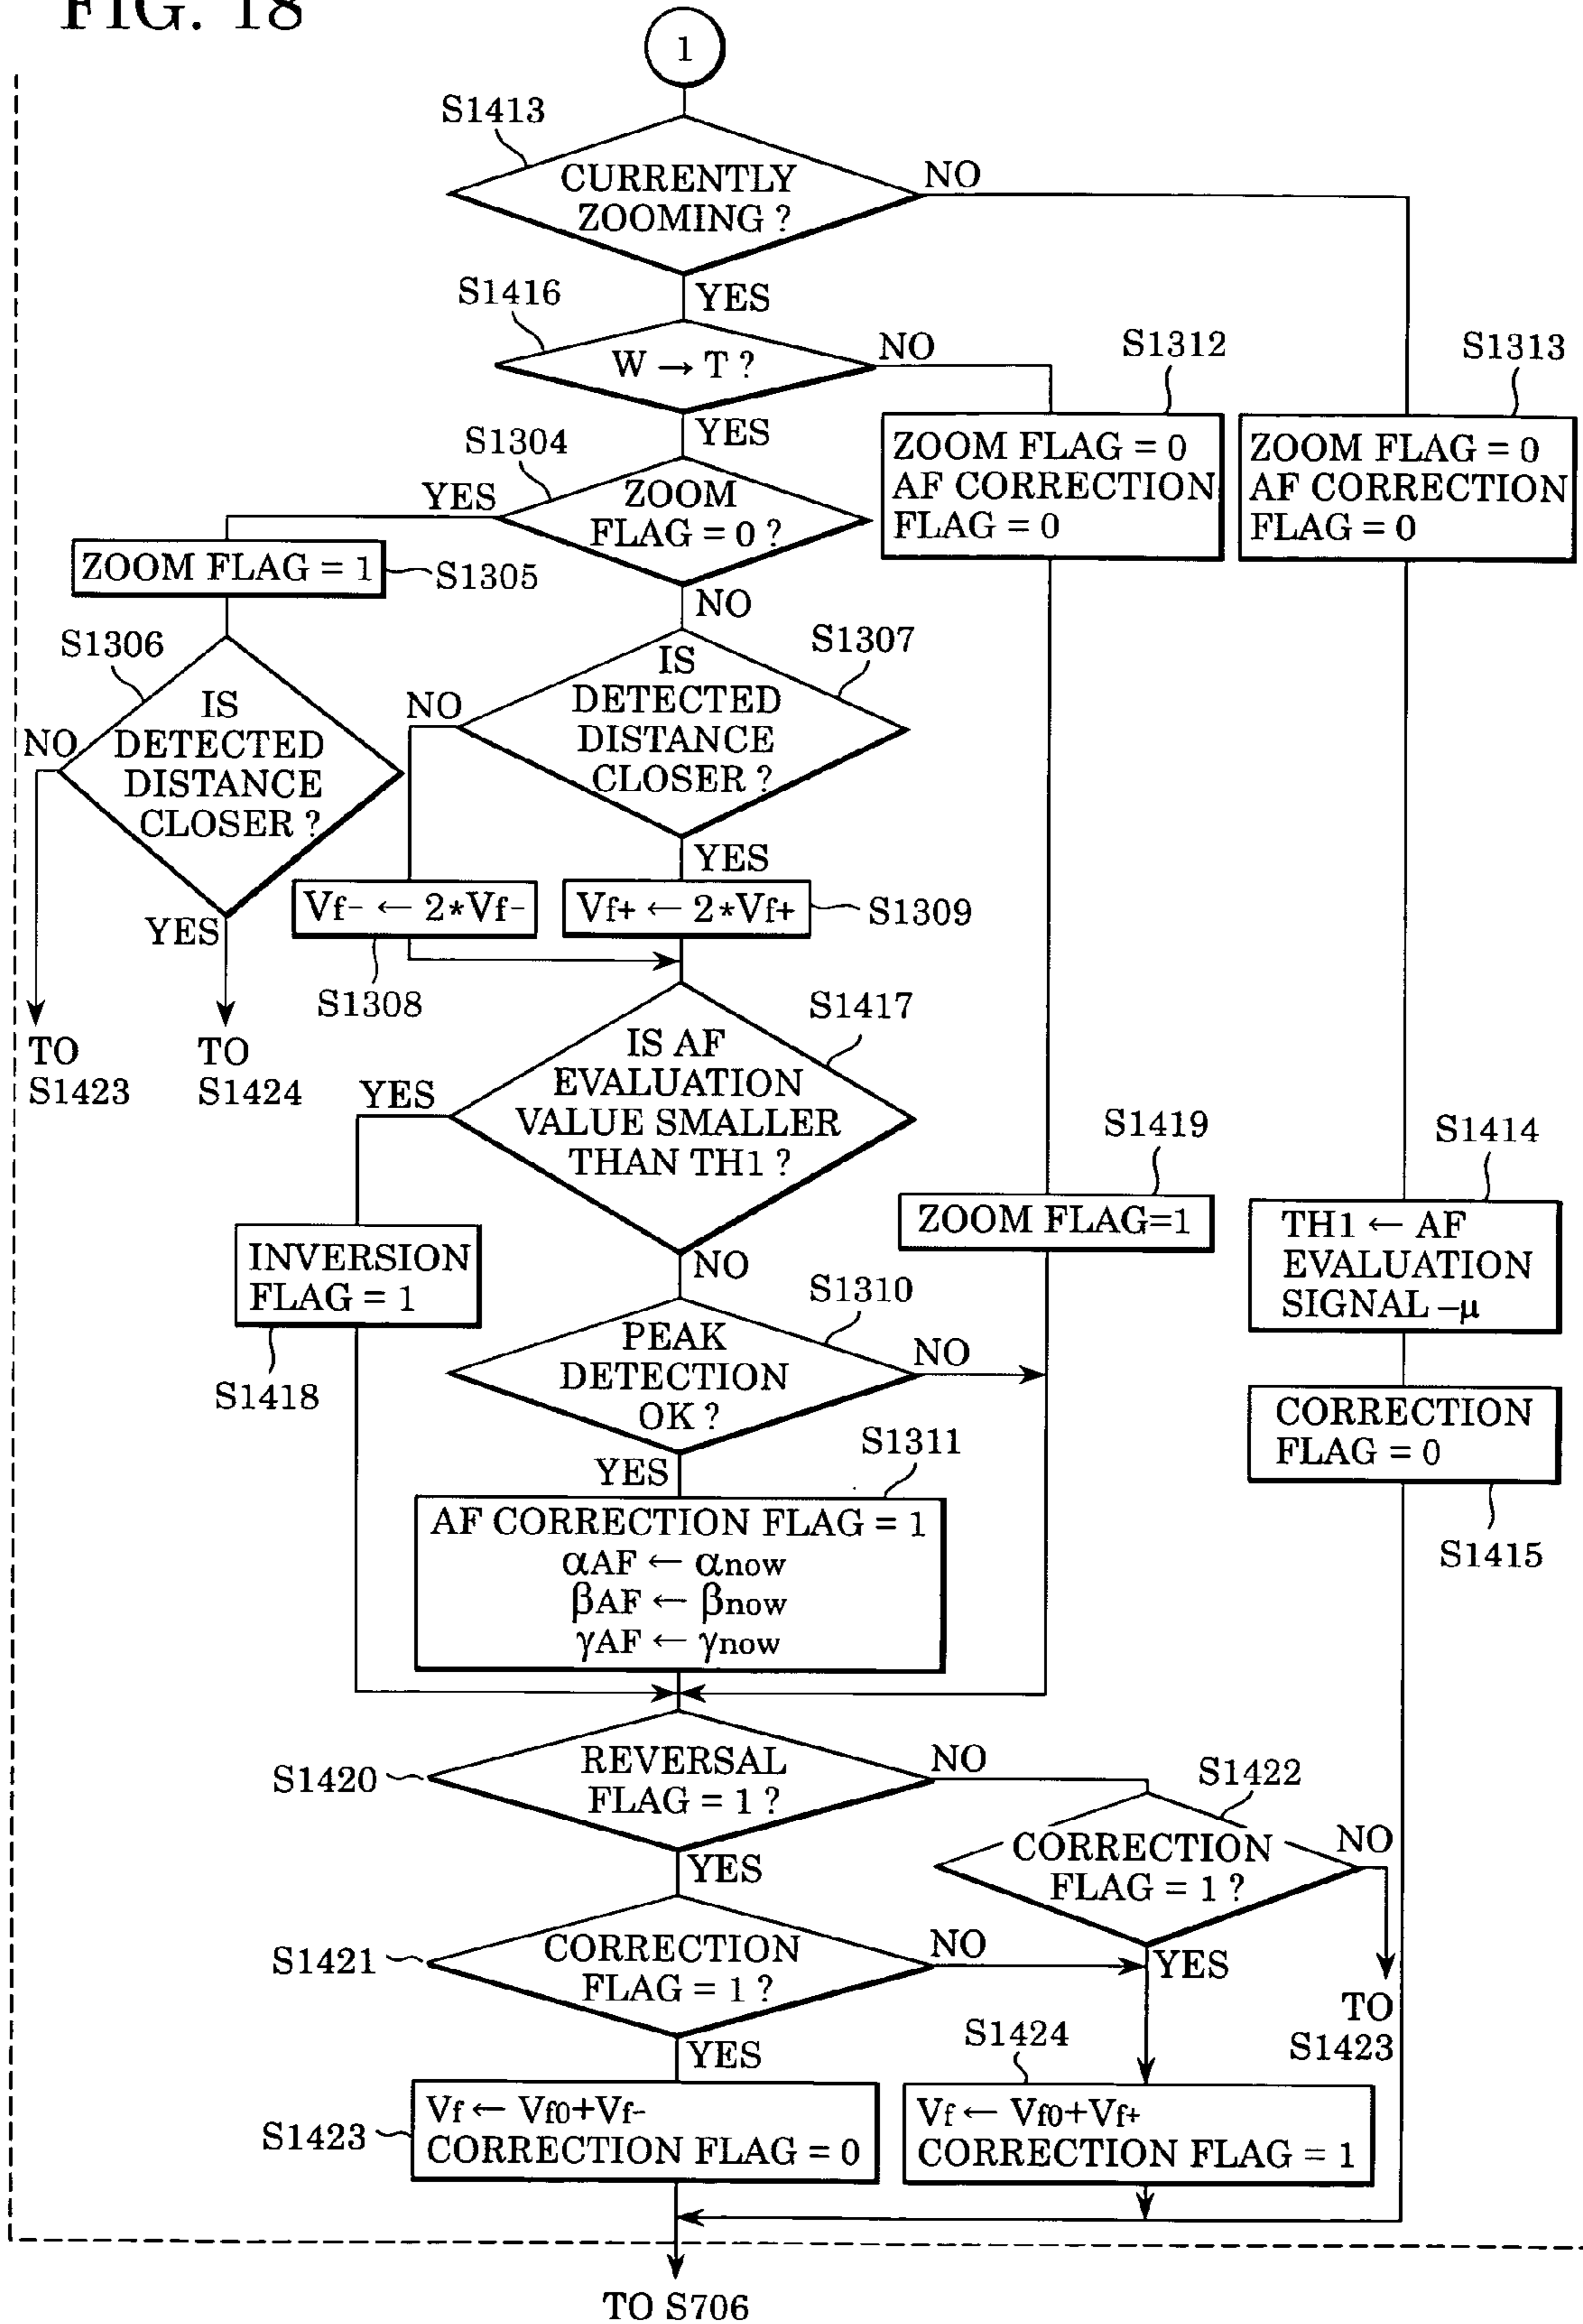 FIG. 18
1
S1413
CURRENTLY
ZOOMING ?
NO
YES
S1416
W → T ?
NO
YES
S1312
ZOOM FLAG = 0
AF CORRECTION
FLAG = 0
S1313
ZOOM FLAG = 0
AF CORRECTION
FLAG = 0
S1304
ZOOM
FLAG = 0 ?
YES
NO
ZOOM FLAG = 1
S1305
S1306
IS
DETECTED
DISTANCE
CLOSER ?
NO
YES
TO
S1423
TO
S1424
S1307
IS
DETECTED
DISTANCE
CLOSER ?
NO
YES
Vf- ← 2*Vf-
S1308
Vf+ ← 2*Vf+
S1309
S1417
IS AF
EVALUATION
VALUE SMALLER
THAN TH1 ?
YES
NO
INVERSION
FLAG = 1
S1418
S1419
ZOOM FLAG=1
S1414
TH1 ← AF
EVALUATION
SIGNAL -μ
CORRECTION
FLAG = 0
S1415
S1310
PEAK
DETECTION
OK ?
NO
YES
S1311
AF CORRECTION FLAG = 1
αAF ← αnow
βAF ← βnow
γAF ← γnow
S1420
REVERSAL
FLAG = 1 ?
NO
YES
S1422
CORRECTION
FLAG = 1 ?
NO
YES
TO
S1423
S1421
CORRECTION
FLAG = 1 ?
NO
YES
S1423
Vf ← Vf0+Vf-
CORRECTION FLAG = 0
S1424
Vf ← Vf0+Vf+
CORRECTION FLAG = 1
TO S706